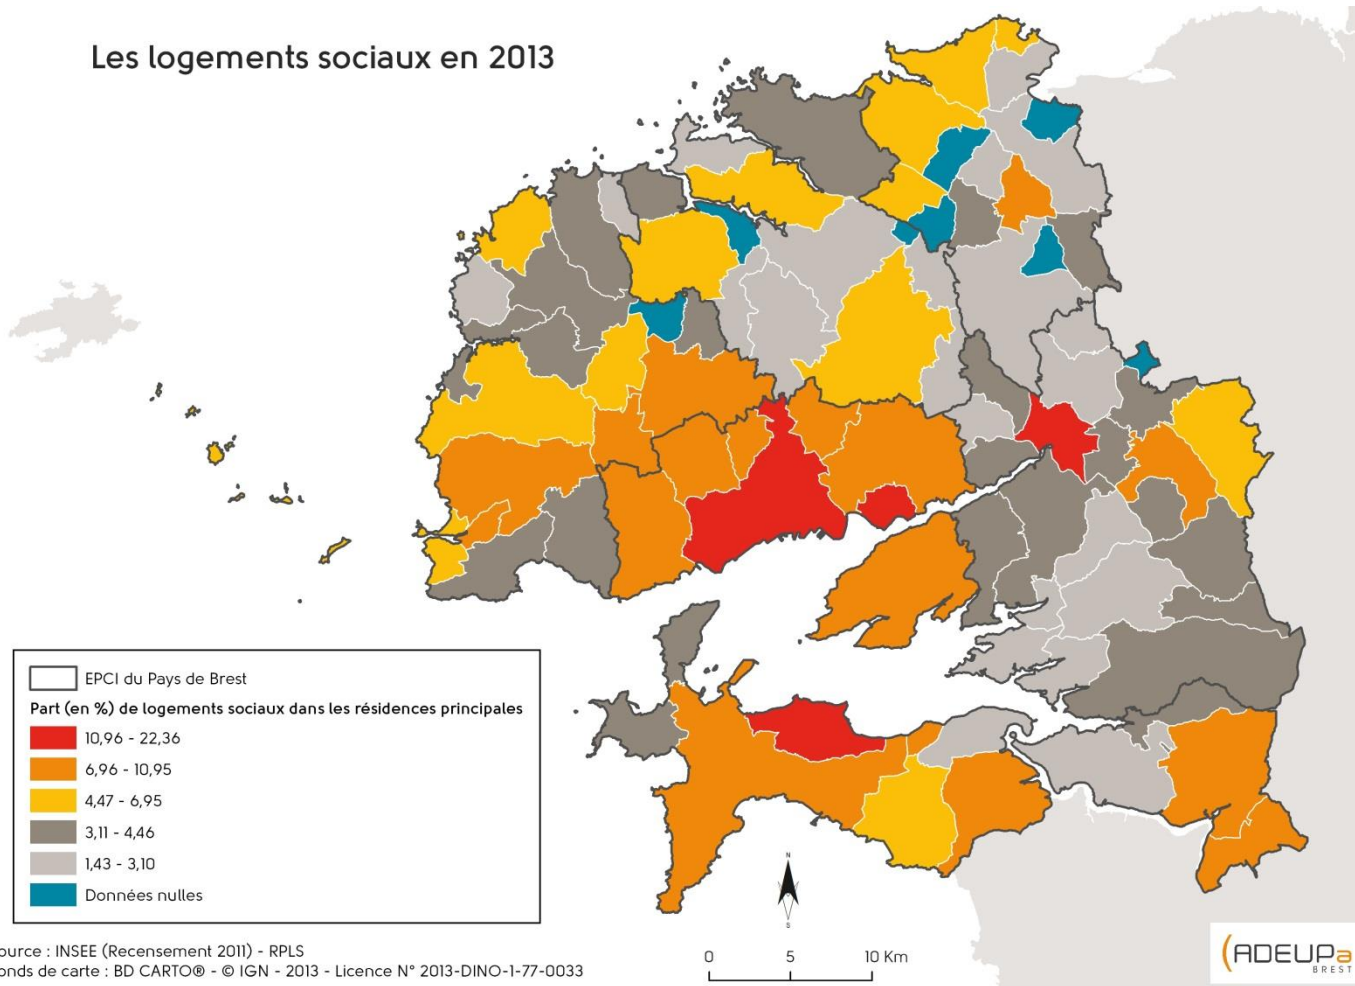 Les logements sociaux en 2013
EPCI du Pays de Brest
Part (en %) de logements sociaux dans les résidences principales
10,96 - 22,36
6,96 - 10,95
4,47 - 6,95
3,11 - 4,46
1,43 - 3,10
Données nulles
N
S
0 5 10 Km
ource : INSEE (Recensement 2011) - RPLS
onds de carte : BD CARTO® - © IGN - 2013 - Licence N° 2013-DINO-1-77-0033
ADEUPa
BREST